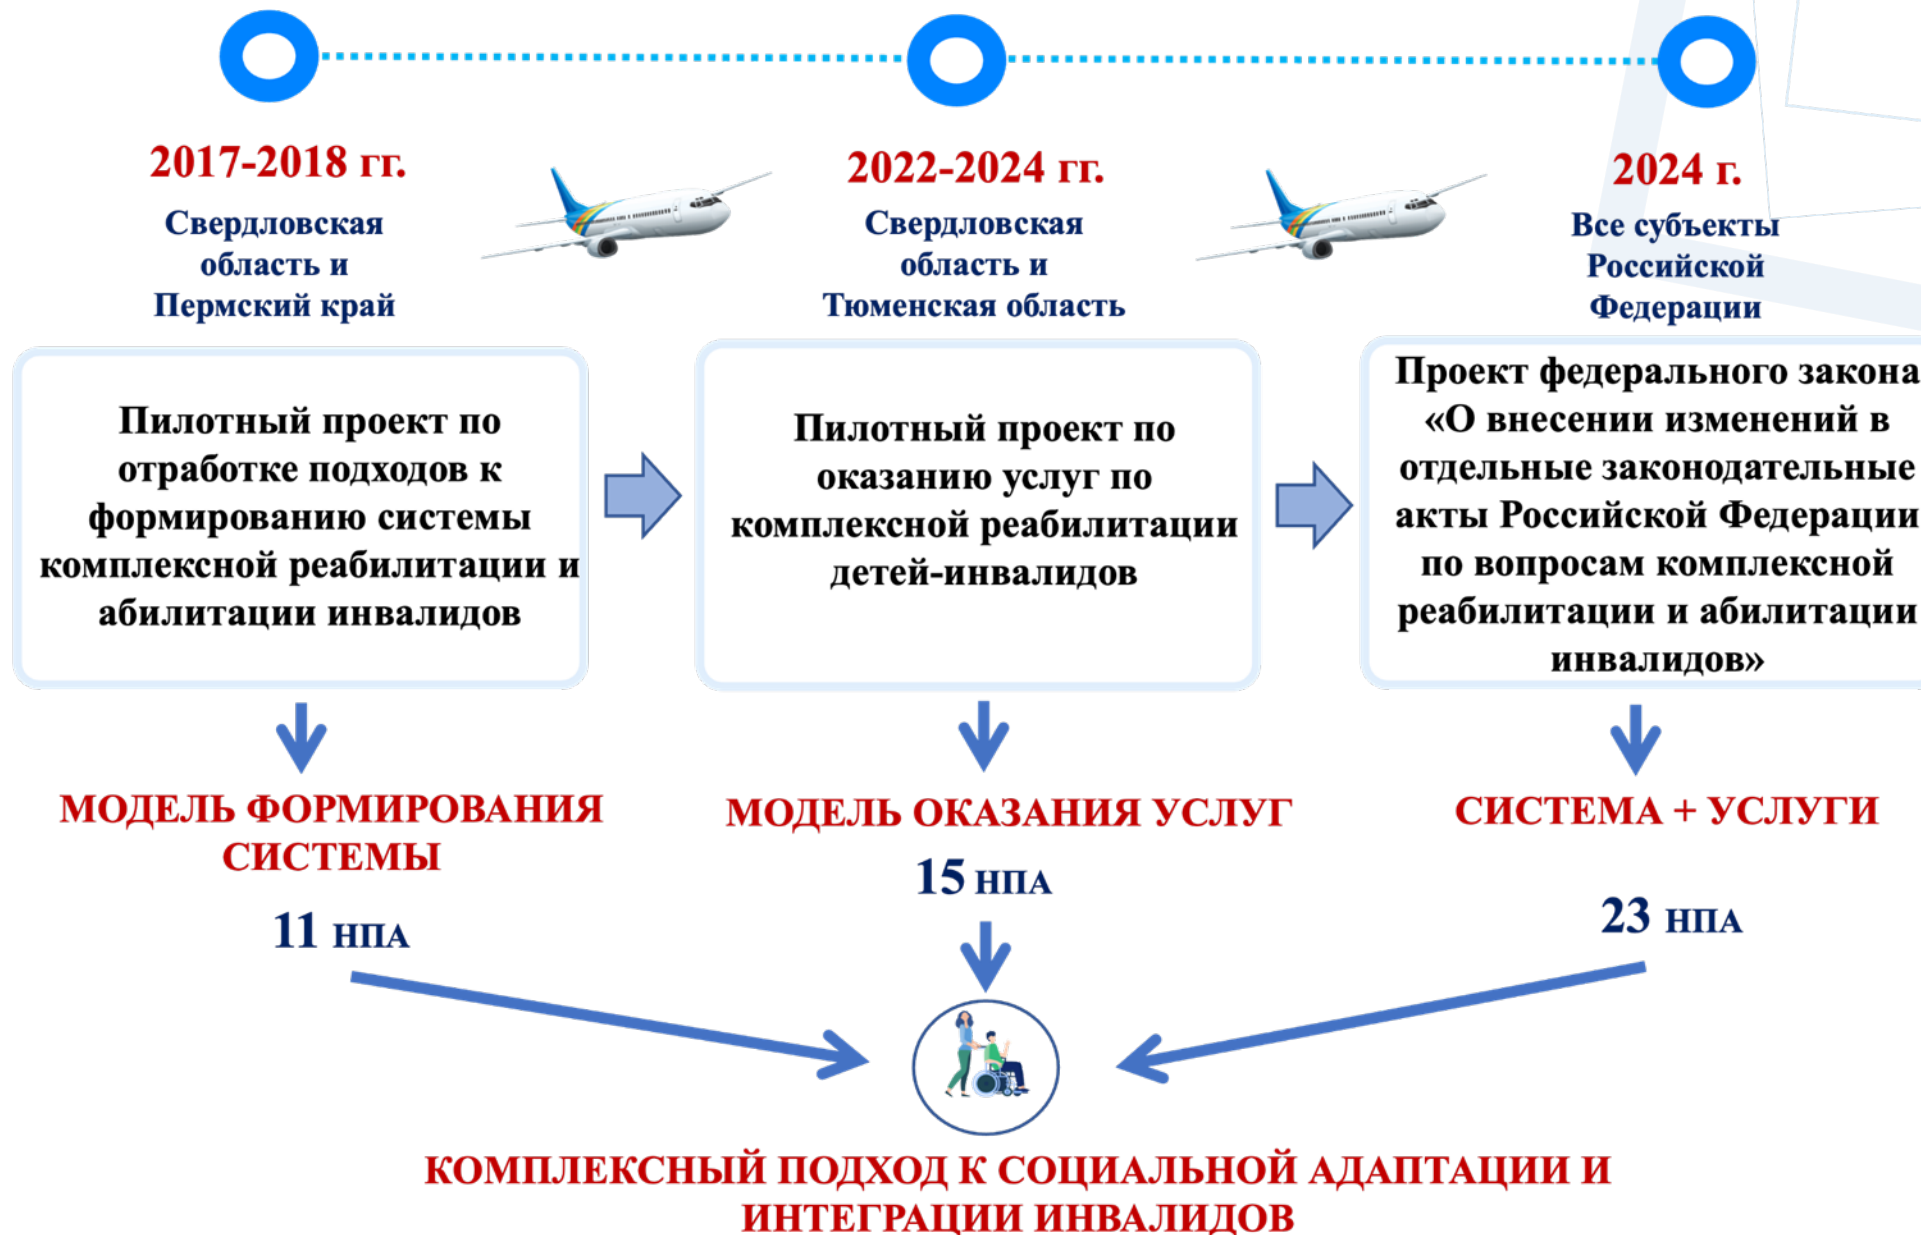 2017-2018 гг.
Свердловская
область и
Пермский край
2022-2024 гг.
Свердловская
область и
Тюменская область
2024 г.
Все субъекты
Российской
Федерации
Пилотный проект по
отработке подходов к
формированию системы
комплексной реабилитации и
абилитации инвалидов
Пилотный проект по
оказанию услуг по
комплексной реабилитации
детей-инвалидов
Проект федерального закона
«О внесении изменений в
отдельные законодательные
акты Российской Федерации
по вопросам комплексной
реабилитации и абилитации
инвалидов»
МОДЕЛЬ ФОРМИРОВАНИЯ
СИСТЕМЫ
11 НПА
МОДЕЛЬ ОКАЗАНИЯ УСЛУГ
15 НПА
СИСТЕМА + УСЛУГИ
23 НПА
КОМПЛЕКСНЫЙ ПОДХОД К СОЦИАЛЬНОЙ АДАПТАЦИИ И
ИНТЕГРАЦИИ ИНВАЛИДОВ